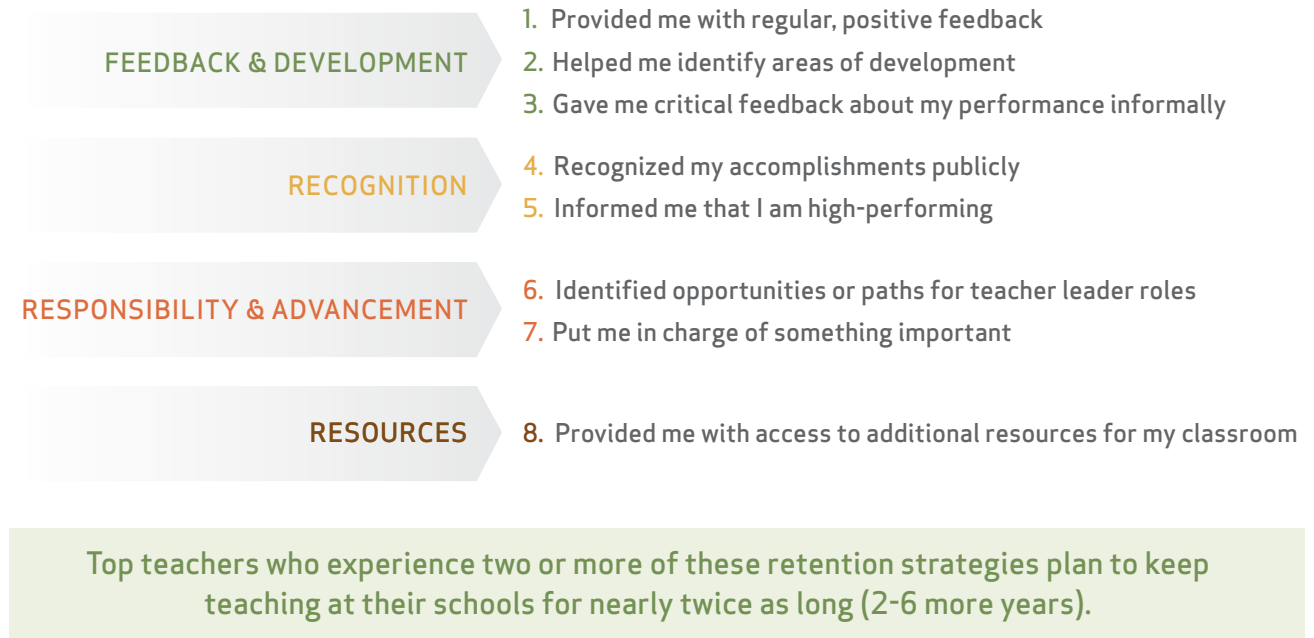 FEEDBACK & DEVELOPMENT
1. Provided me with regular, positive feedback
2. Helped me identify areas of development
3. Gave me critical feedback about my performance informally
RECOGNITION
4. Recognized my accomplishments publicly
5. Informed me that I am high-performing
RESPONSIBILITY & ADVANCEMENT
6. Identified opportunities or paths for teacher leader roles
7. Put me in charge of something important
RESOURCES
8. Provided me with access to additional resources for my classroom
Top teachers who experience two or more of these retention strategies plan to keep
teaching at their schools for nearly twice as long (2-6 more years).